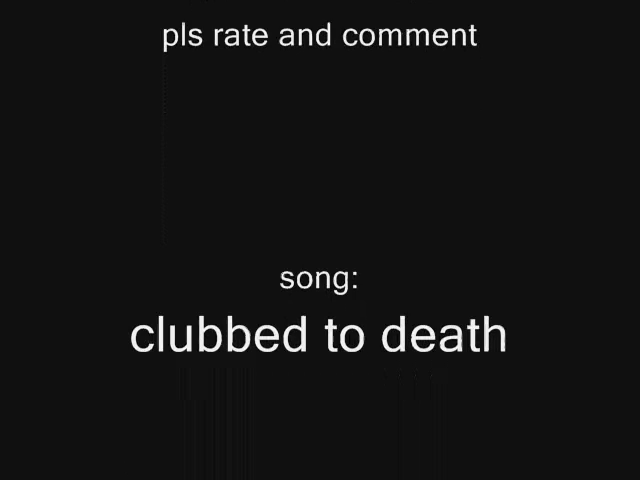 pls rate and comment
song:
clubbed to death